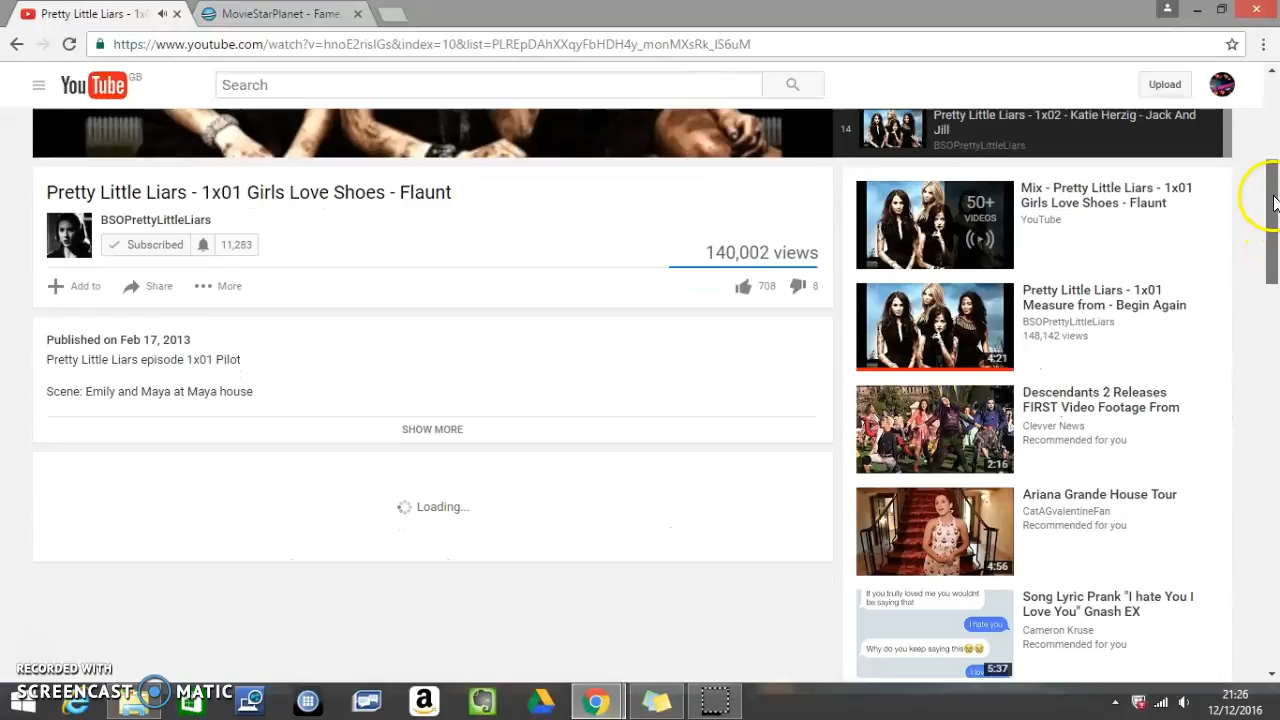 Pretty Little Liars - 1x
MovieStarPlanet - Fame
https://www.youtube.com/watch?v=hnoE2rislGs&index=10&list=PLREpDAhXXqyFbHDH4y_monMXsRk_lS6uM
YouTube GB
Search
Upload
14
Pretty Little Liars - 1x02 - Katie Herzig - Jack And
Jill
BSOPrettyLittleLiars
Pretty Little Liars - 1x01 Girls Love Shoes - Flaunt
BSOPrettyLittleLiars
Subscribed 11,283
140,002 views
Add to Share More 708 8
Published on Feb 17, 2013
Pretty Little Liars episode 1x01 Pilot
Scene: Emily and Maya at Maya house
SHOW MORE
Loading...
50+
VIDEOS
Mix - Pretty Little Liars - 1x01
Girls Love Shoes - Flaunt
YouTube
4:21
Pretty Little Liars - 1x01
Measure from - Begin Again
BSOPrettyLittleLiars
148,142 views
2:16
Descendants 2 Releases
FIRST Video Footage From
Clevver News
Recommended for you
4:56
Ariana Grande House Tour
CatAGvalentineFan
Recommended for you
If you trully loved me you wouldnt
be saying that
I hate you
Why do you keep saying this
5:37
Song Lyric Prank "I hate You I
Love You" Gnash EX
Cameron Kruse
Recommended for you
RECORDED WITH
SCREENCAST MATIC
21:26
12/12/2016